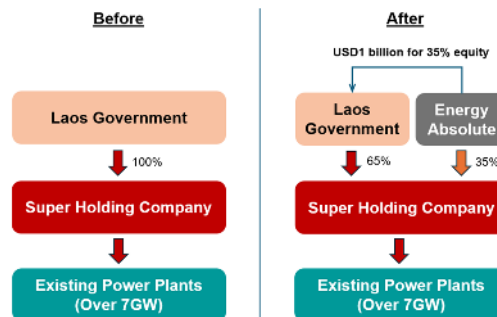 Before
Laos Government
100%
Super Holding Company
Existing Power Plants
(Over 7GW)
After
USD1 billion for 35% equity
Laos
Government
Energy
Absolute
65%
35%
Super Holding Company
Existing Power Plants
(Over 7GW)